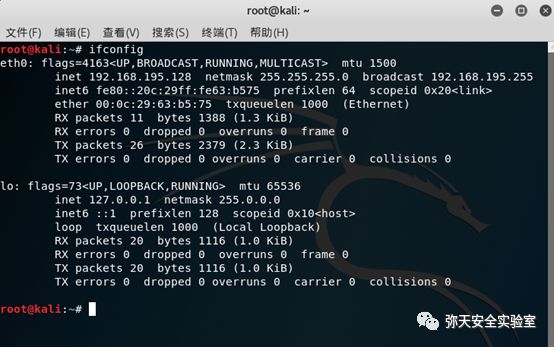 root@kali: ~
文件(F) 编辑(E) 查看(V) 搜索(S) 终端(T) 帮助(H)
root@kali:~# ifconfig
eth0: flags=4163<UP,BROADCAST,RUNNING,MULTICAST>  mtu 1500
        inet 192.168.195.128  netmask 255.255.255.0  broadcast 192.168.195.255
        inet6 fe80::20c:29ff:fe63:b575  prefixlen 64  scopeid 0x20<link>
        ether 00:0c:29:63:b5:75  txqueuelen 1000  (Ethernet)
        RX packets 11  bytes 1388 (1.3 KiB)
        RX errors 0  dropped 0  overruns 0  frame 0
        TX packets 26  bytes 2379 (2.3 KiB)
        TX errors 0  dropped 0 overruns 0  carrier 0  collisions 0
lo: flags=73<UP,LOOPBACK,RUNNING>  mtu 65536
        inet 127.0.0.1  netmask 255.0.0.0
        inet6 ::1  prefixlen 128  scopeid 0x10<host>
        loop  txqueuelen 1000  (Local Loopback)
        RX packets 20  bytes 1116 (1.0 KiB)
        RX errors 0  dropped 0  overruns 0  frame 0
        TX packets 20  bytes 1116 (1.0 KiB)
        TX errors 0  dropped 0 overruns 0  carrier 0  collisions 0
root@kali:~#
弥天安全实验室